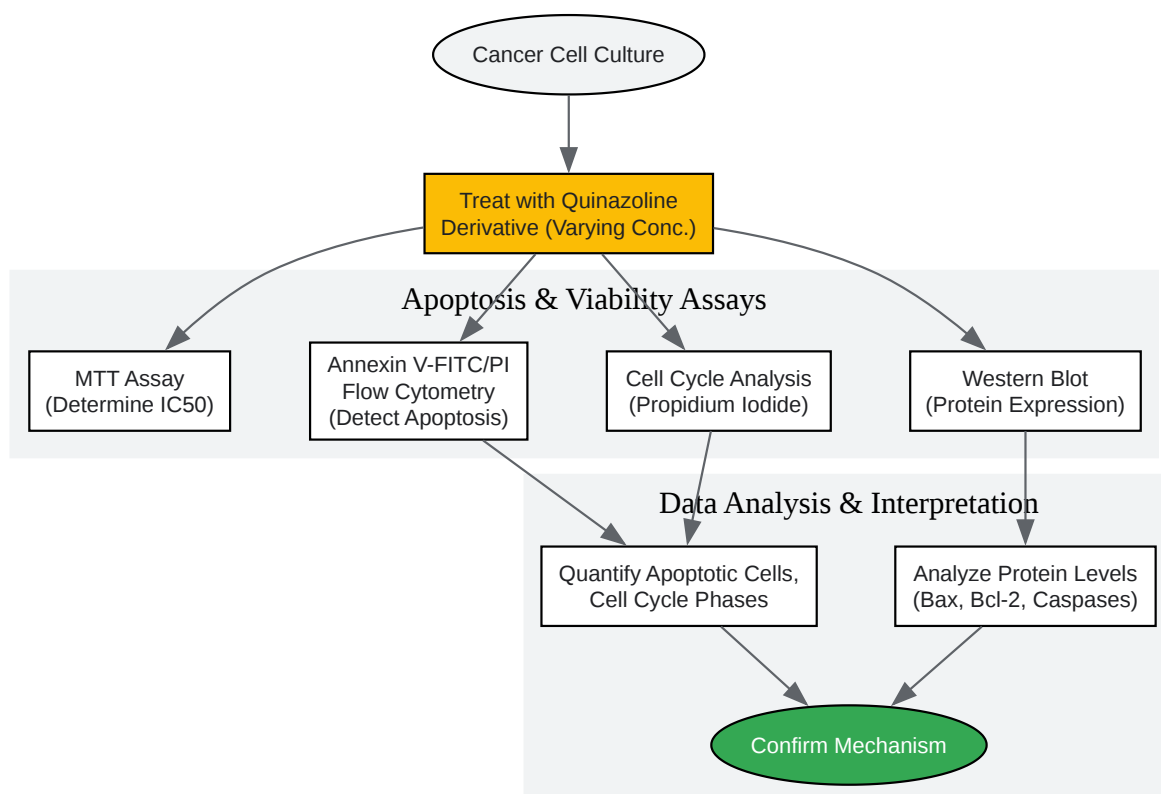 Cancer Cell Culture
Treat with Quinazoline
Derivative (Varying Conc.)
Apoptosis & Viability Assays
MTT Assay
(Determine IC50)
Annexin V-FITC/PI
Flow Cytometry
(Detect Apoptosis)
Cell Cycle Analysis
(Propidium Iodide)
Western Blot
(Protein Expression)
Data Analysis & Interpretation
Quantify Apoptotic Cells,
Cell Cycle Phases
Analyze Protein Levels
(Bax, Bcl-2, Caspases)
Confirm Mechanism